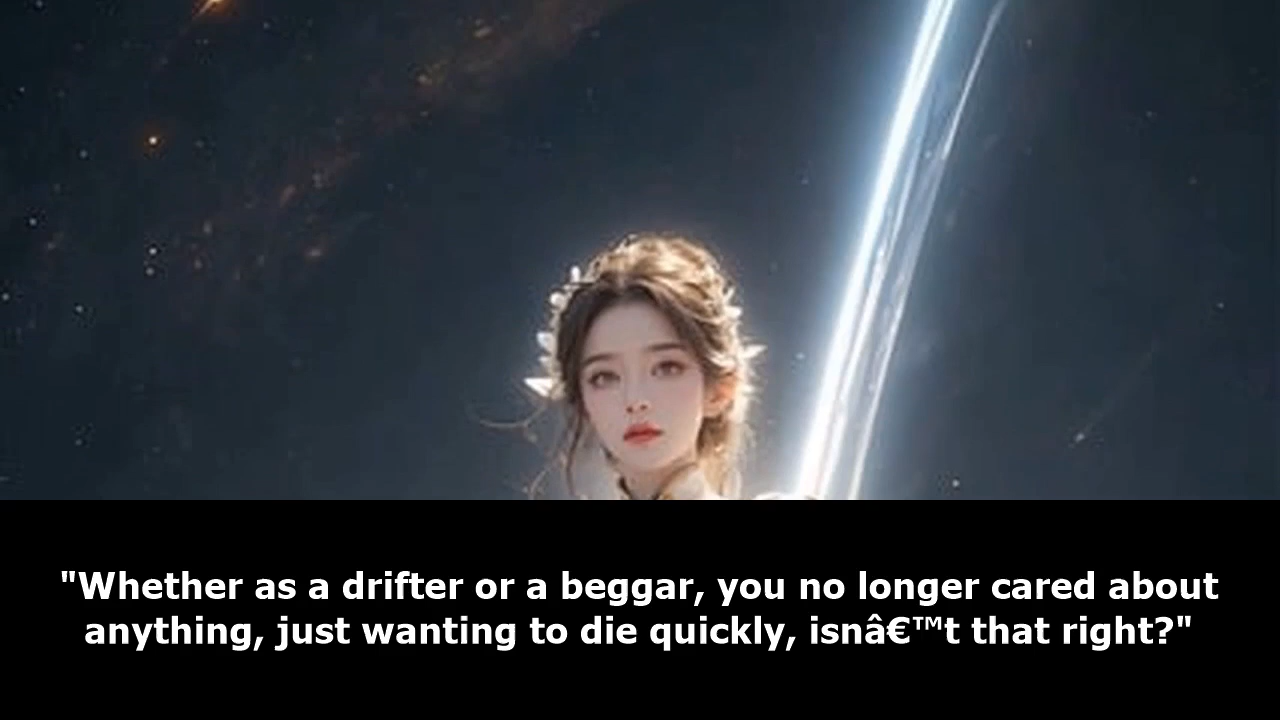 "Whether as a drifter or a beggar, you no longer cared about
anything, just wanting to die quickly, isnâ€™t that right?"